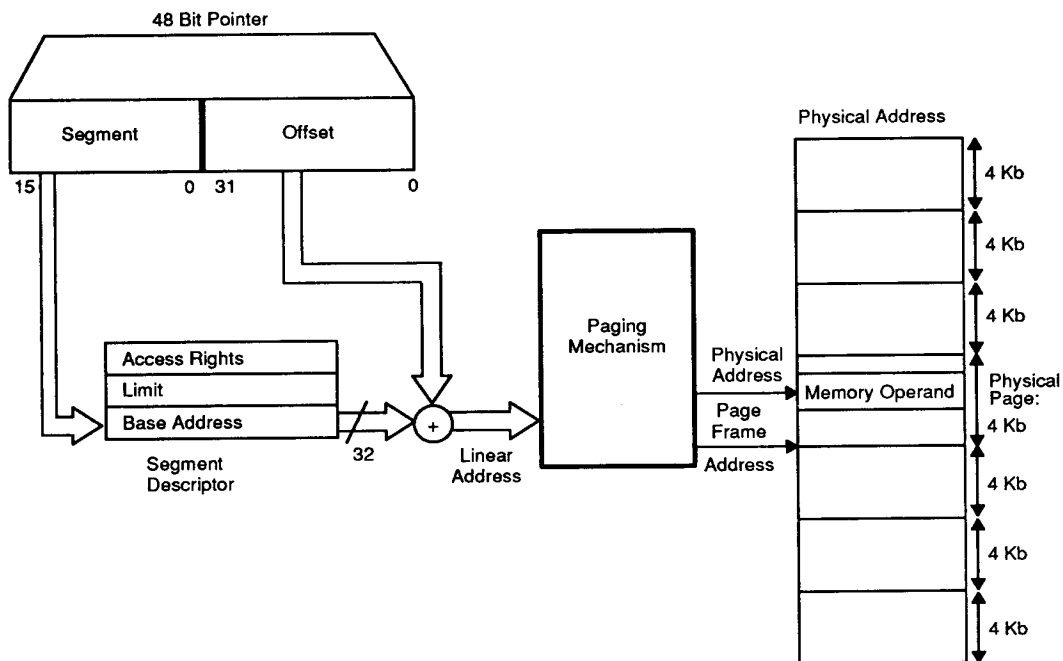 48 Bit Pointer
Segment
Offset
15
0
31
0
Physical Address
4 Kb
4 Kb
4 Kb
Paging
Mechanism
Access Rights
Limit
Base Address
Segment
Descriptor
32
+
Linear
Address
Physical
Address
Page
Frame
Address
Memory Operand
Physical
Page:
4 Kb
4 Kb
4 Kb
4 Kb